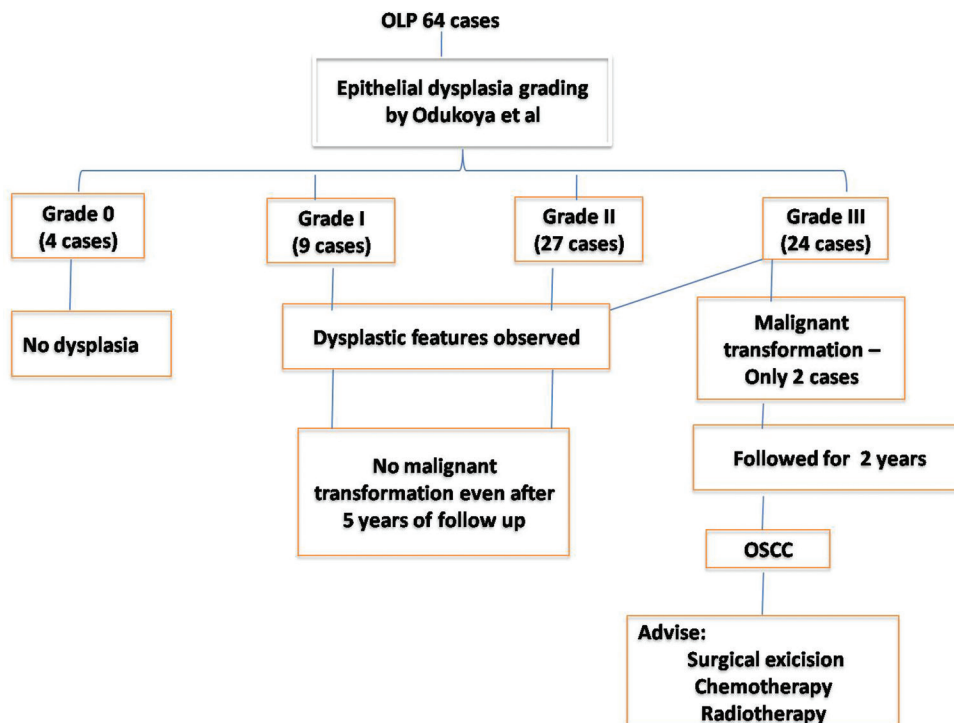 OLP 64 cases
Epithelial dysplasia grading
by Odukoya et al
Grade 0
(4 cases)
Grade I
(9 cases)
Grade II
(27 cases)
Grade III
(24 cases)
No dysplasia
Dysplastic features observed
Malignant
transformation –
Only 2 cases
No malignant
transformation even after
5 years of follow up
Followed for 2 years
OSCC
Advise:
Surgical exicision
Chemotherapy
Radiotherapy